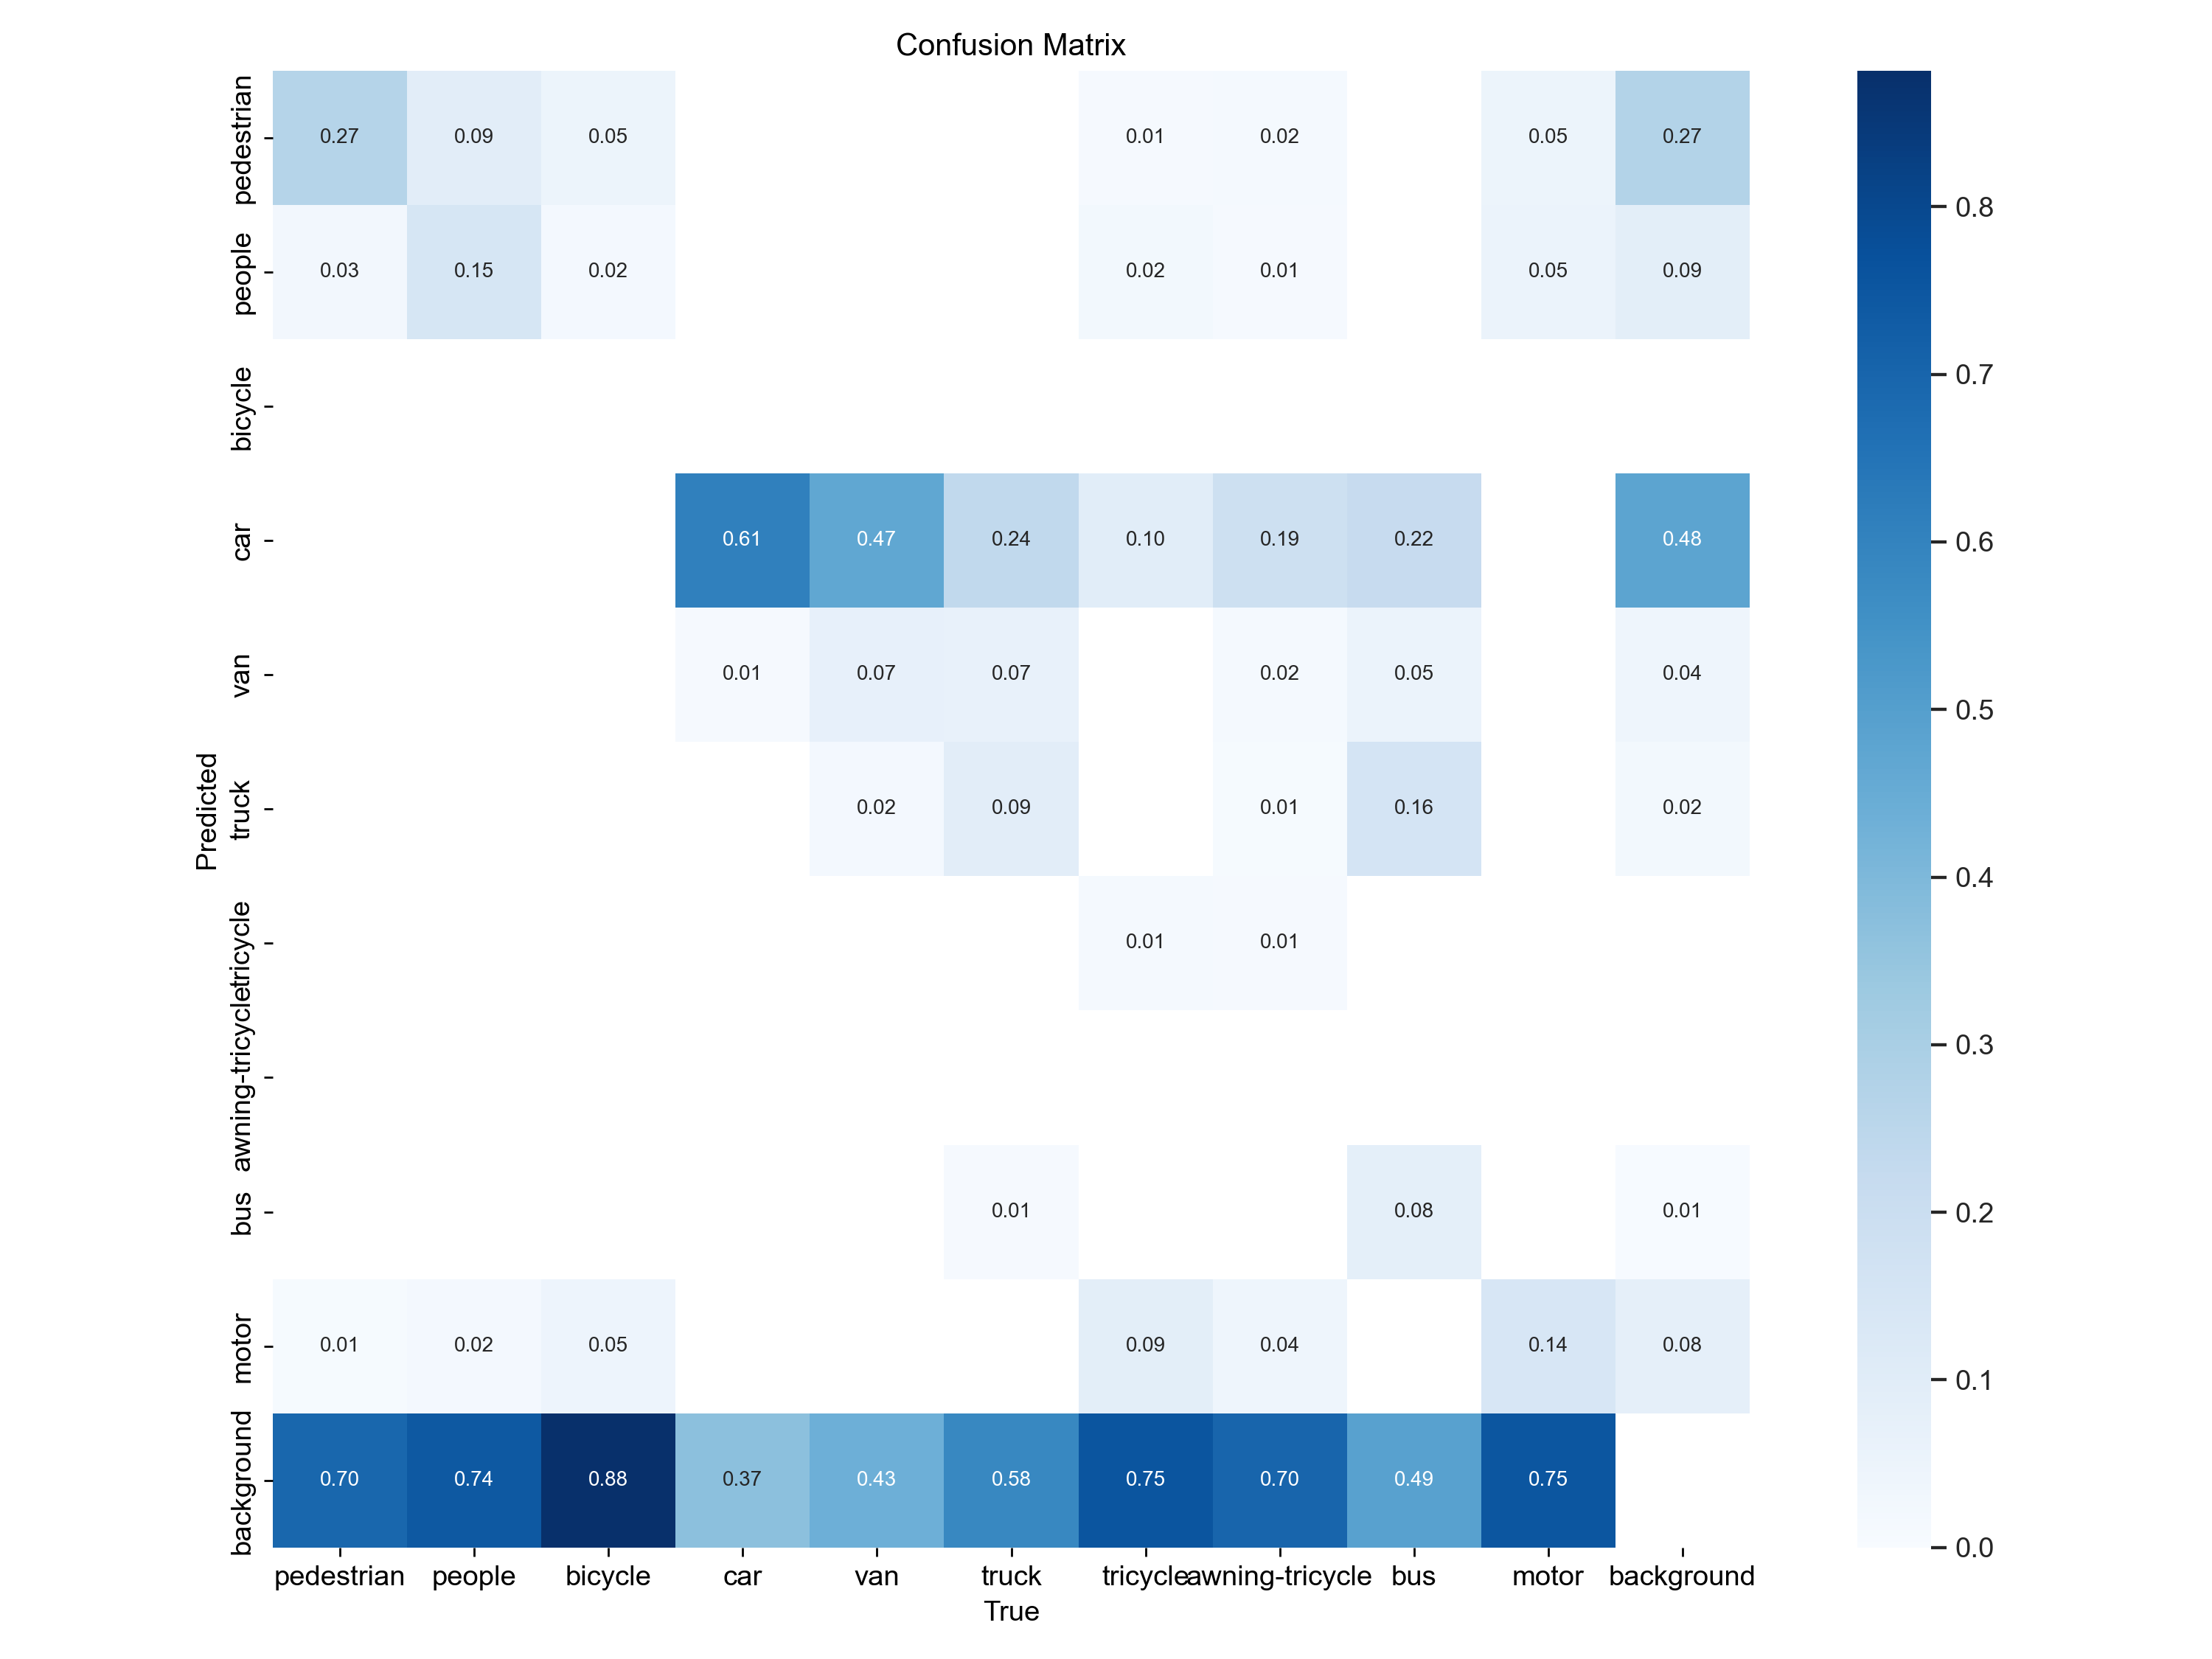 Confusion Matrix
pedestrian 0.27 0.09 0.05 0.01 0.02 0.05 0.27
people 0.03 0.15 0.02 0.02 0.01 0.05 0.09
bicycle
car 0.61 0.47 0.24 0.10 0.19 0.22 0.48
van 0.01 0.07 0.07 0.02 0.05 0.04
truck 0.02 0.09 0.01 0.16 0.02
tricycle 0.01 0.01
awning-tricycle
bus 0.01 0.08 0.01
motor 0.01 0.02 0.05 0.09 0.04 0.14 0.08
background 0.70 0.74 0.88 0.37 0.43 0.58 0.75 0.70 0.49 0.75
Predicted
pedestrian people bicycle car van truck tricycle awning-tricycle bus motor background
True
0.8
0.7
0.6
0.5
0.4
0.3
0.2
0.1
0.0